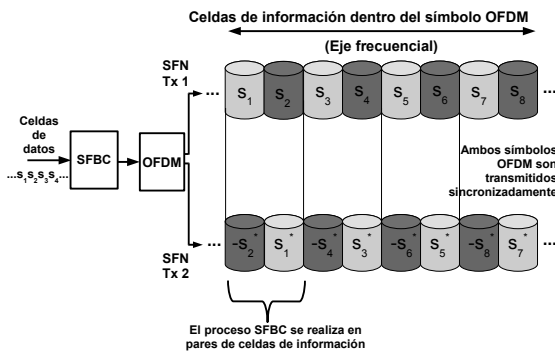 Celdas de información dentro del símbolo OFDM
(Eje frecuencial)
SFN
Tx 1
... S₁ S₂ S₃ S₄ S₅ S₆ S₇ S₈ ...
Celdas
de
datos
...s₁s₂s₃s₄...
SFBC
OFDM
Ambos símbolos
OFDM son
transmitidos
sincronizadamente
... -S₂* S₁* -S₄* S₃* -S₆* S₅* -S₈* S₇* ...
SFN
Tx 2
El proceso SFBC se realiza en
pares de celdas de información